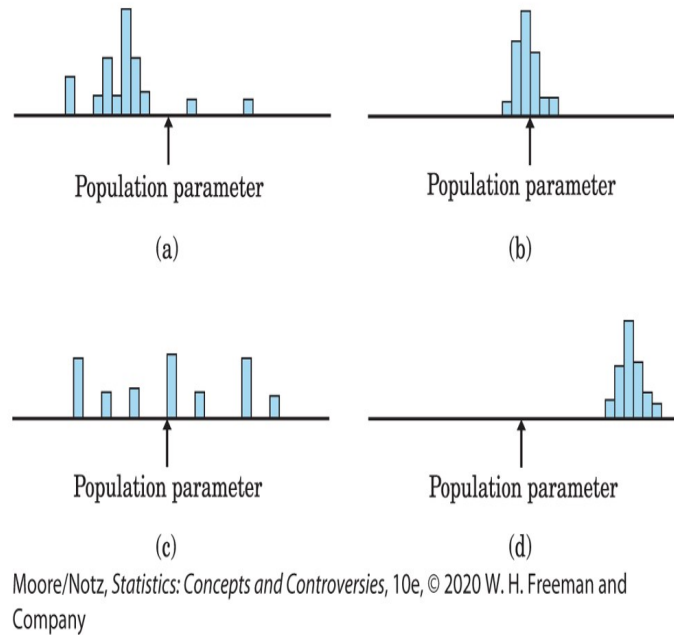 Population parameter
(a)
Population parameter
(b)
Population parameter
(c)
Population parameter
(d)
Moore/Notz, Statistics: Concepts and Controversies, 10e, © 2020 W. H. Freeman and
Company